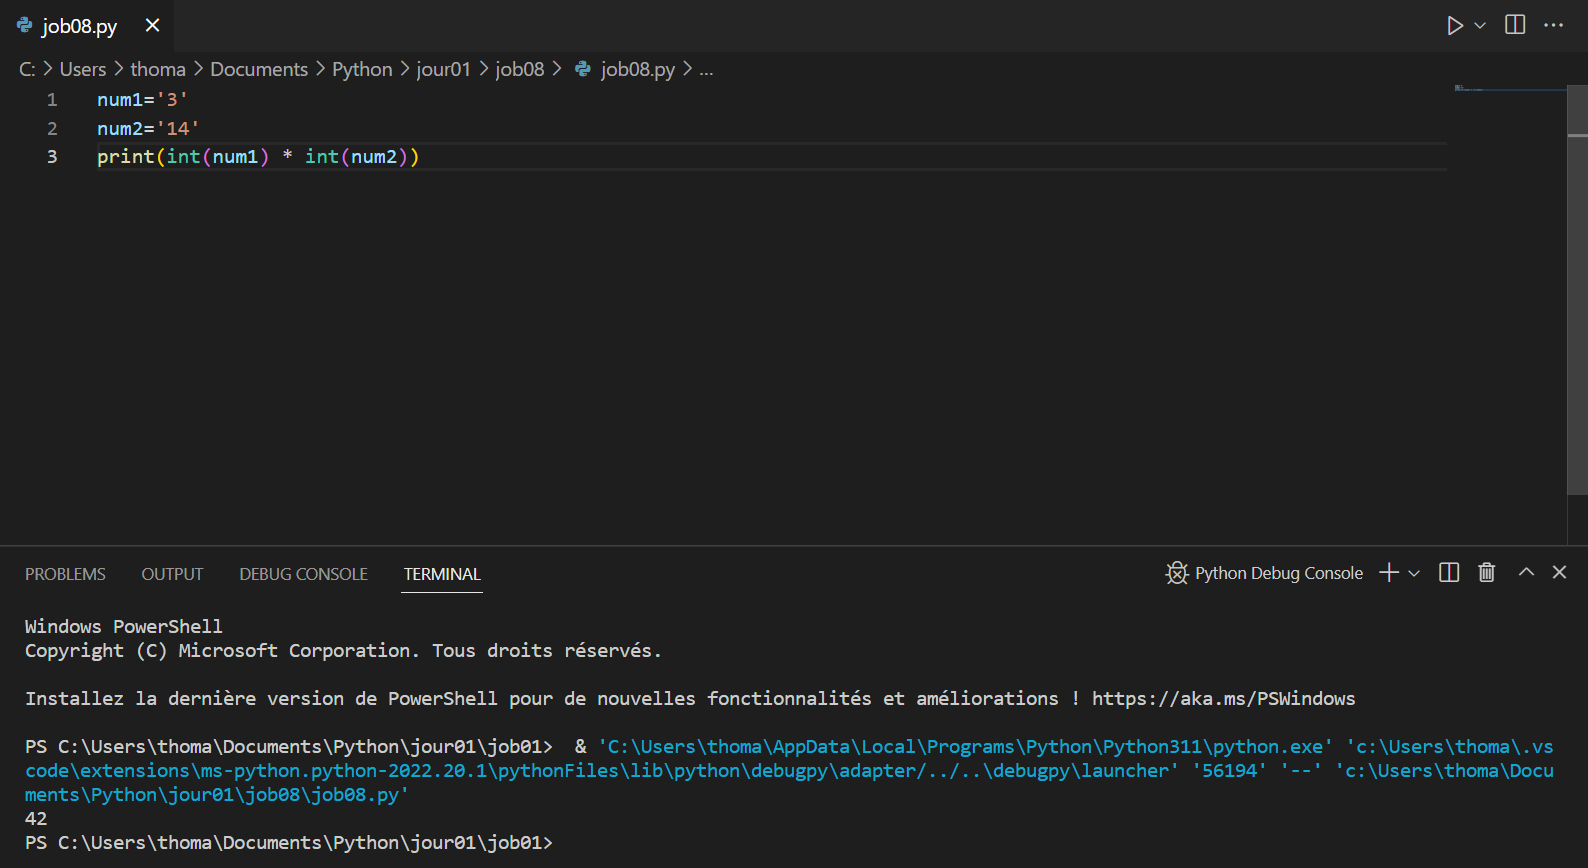 job08.py
C: > Users > thoma > Documents > Python > jour01 > job08 > job08.py > ...
1 num1='3'
2 num2='14'
3 print(int(num1) * int(num2))
PROBLEMS OUTPUT DEBUG CONSOLE TERMINAL Python Debug Console
Windows PowerShell
Copyright (C) Microsoft Corporation. Tous droits réservés.
Installez la dernière version de PowerShell pour de nouvelles fonctionnalités et améliorations ! https://aka.ms/PSWindows
PS C:\Users\thoma\Documents\Python\jour01\job01>  & 'C:\Users\thoma\AppData\Local\Programs\Python\Python311\python.exe' 'c:\Users\thoma\.vs
code\extensions\ms-python.python-2022.20.1\pythonFiles\lib\python\debugpy\adapter/../..\debugpy\launcher' '56194' '--' 'c:\Users\thoma\Docu
ments\Python\jour01\job08\job08.py'
42
PS C:\Users\thoma\Documents\Python\jour01\job01>